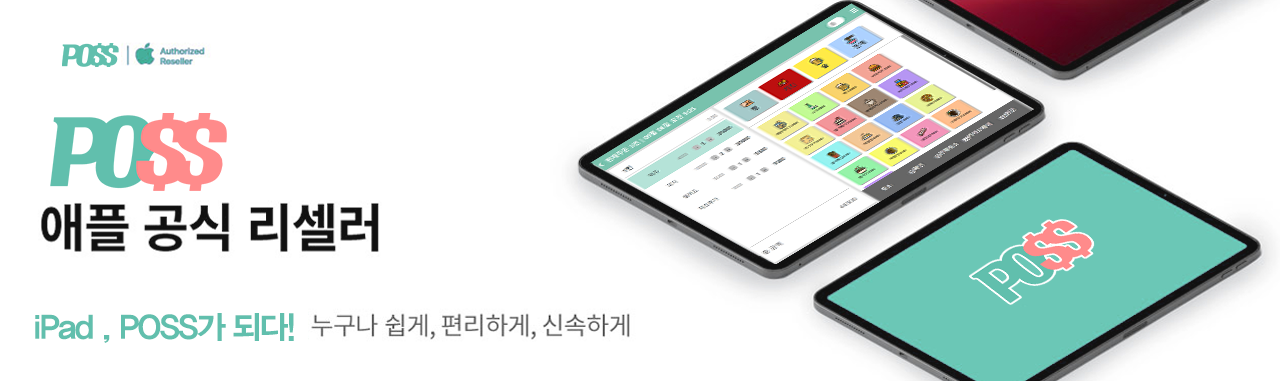 POSS
Authorized
Reseller
POSS
애플 공식 리셀러
iPad , POSS가 되다! 누구나 쉽게, 편리하게, 신속하게
POSS